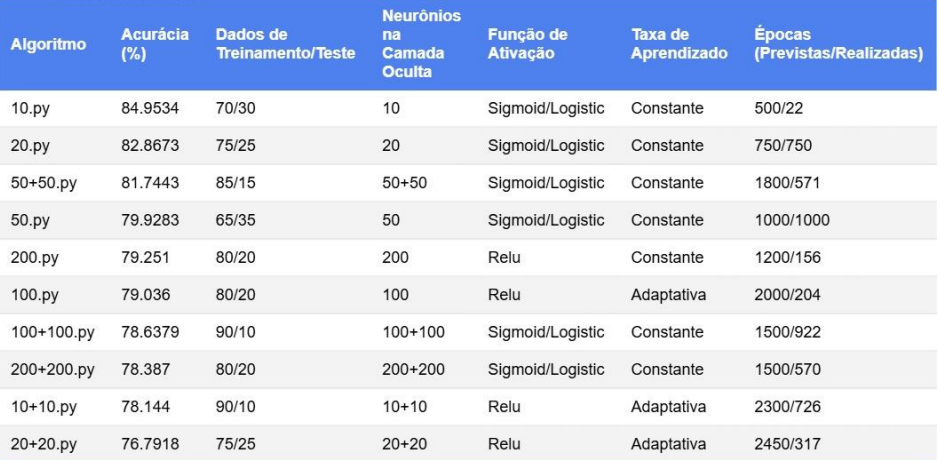 Algoritmo Acurácia (%) Dados de Treinamento/Teste Neurônios na Camada Oculta Função de Ativação Taxa de Aprendizado Épocas (Previstas/Realizadas)
10.py 84.9534 70/30 10 Sigmoid/Logistic Constante 500/22
20.py 82.8673 75/25 20 Sigmoid/Logistic Constante 750/750
50+50.py 81.7443 85/15 50+50 Sigmoid/Logistic Constante 1800/571
50.py 79.9283 65/35 50 Sigmoid/Logistic Constante 1000/1000
200.py 79.251 80/20 200 Relu Constante 1200/156
100.py 79.036 80/20 100 Relu Adaptativa 2000/204
100+100.py 78.6379 90/10 100+100 Sigmoid/Logistic Constante 1500/922
200+200.py 78.387 80/20 200+200 Sigmoid/Logistic Constante 1500/570
10+10.py 78.144 90/10 10+10 Relu Adaptativa 2300/726
20+20.py 76.7918 75/25 20+20 Relu Adaptativa 2450/317